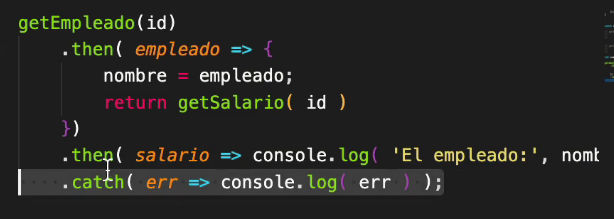 getEmpleado(id)
.then( empleado => {
nombre = empleado;
return getSalario( id )
})
.then( salario => console.log( 'El empleado:',
.catch( err => console.log( err ) );